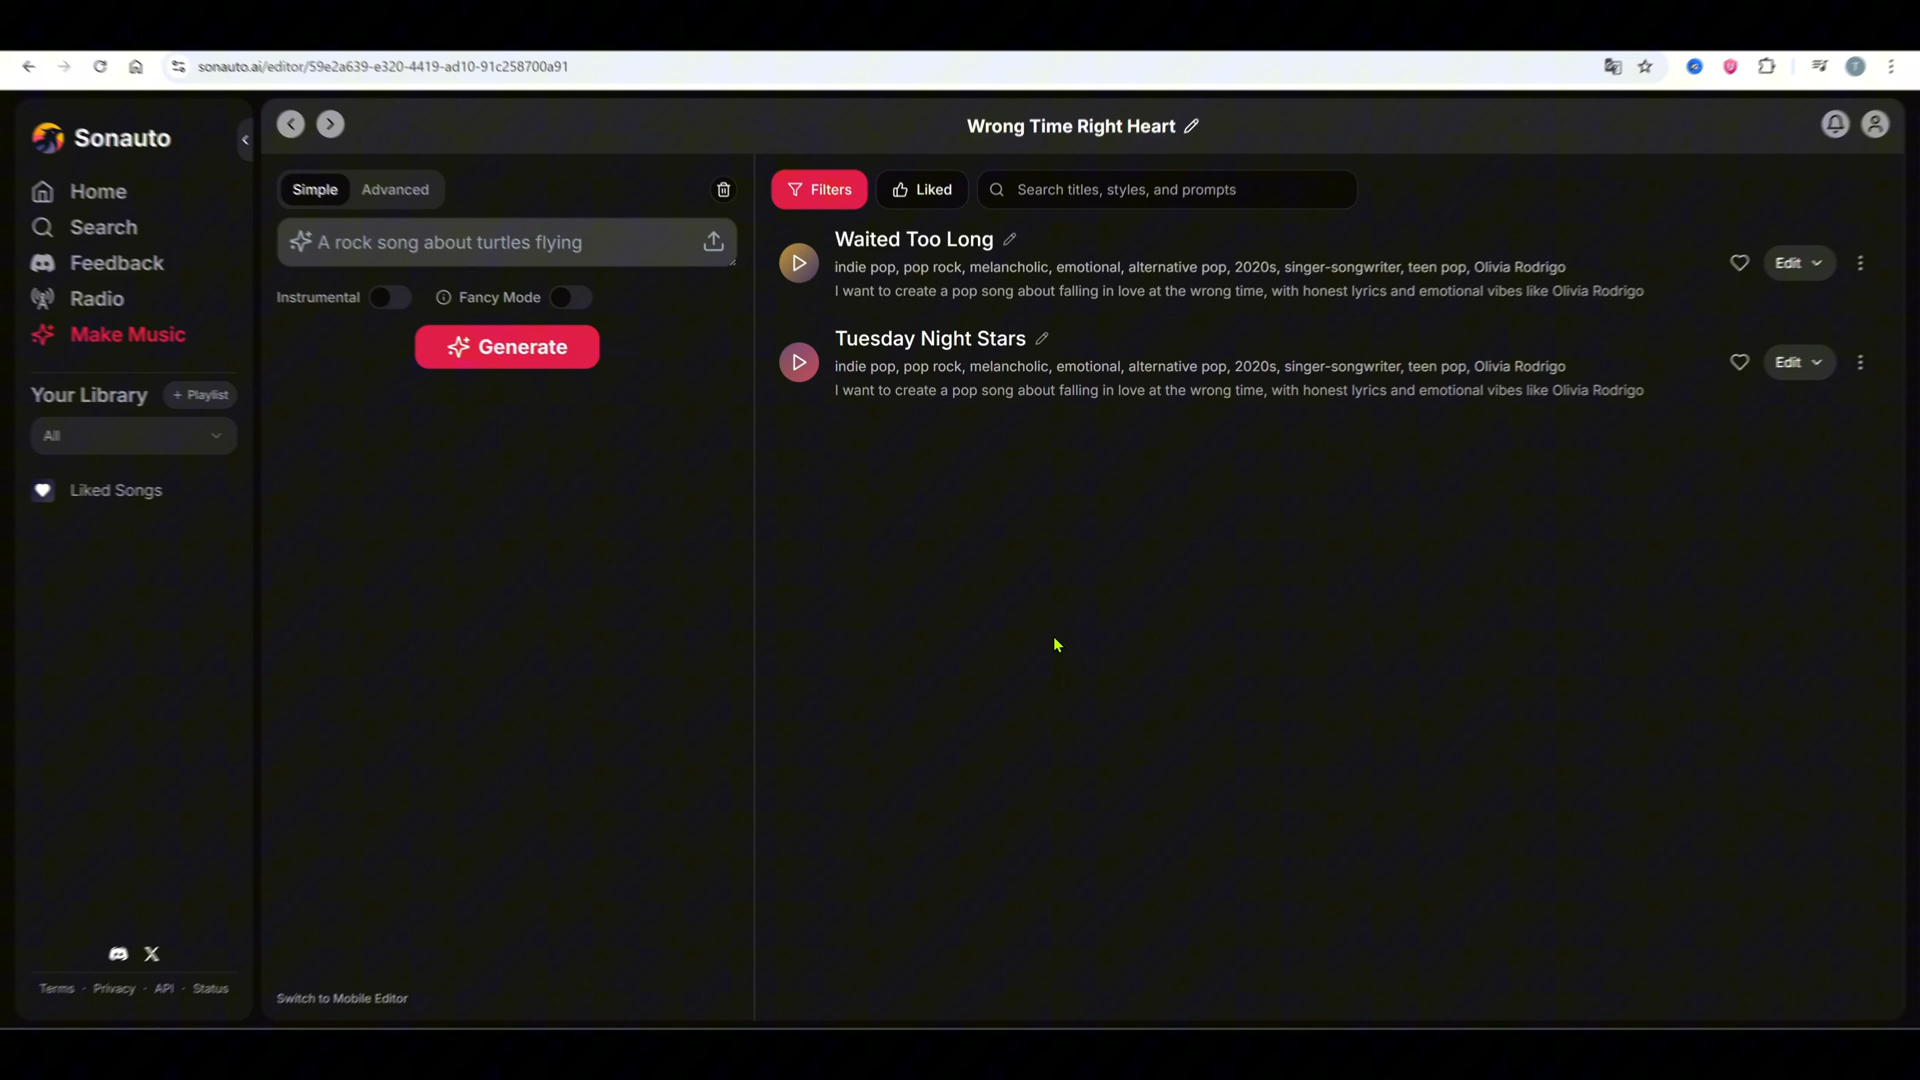 sonauto.ai/editor/59e2a639-e320-4419-ad10-91c258700a91
T
Sonauto
Home
Search
Feedback
Radio
Make Music
Your Library
+ Playlist
All
Liked Songs
Terms · Privacy · API · Status
Wrong Time Right Heart
Simple
Advanced
A rock song about turtles flying
Instrumental
Fancy Mode
Generate
Switch to Mobile Editor
Filters
Liked
Search titles, styles, and prompts
Waited Too Long
indie pop, pop rock, melancholic, emotional, alternative pop, 2020s, singer-songwriter, teen pop, Olivia Rodrigo
I want to create a pop song about falling in love at the wrong time, with honest lyrics and emotional vibes like Olivia Rodrigo
Edit
Tuesday Night Stars
indie pop, pop rock, melancholic, emotional, alternative pop, 2020s, singer-songwriter, teen pop, Olivia Rodrigo
I want to create a pop song about falling in love at the wrong time, with honest lyrics and emotional vibes like Olivia Rodrigo
Edit